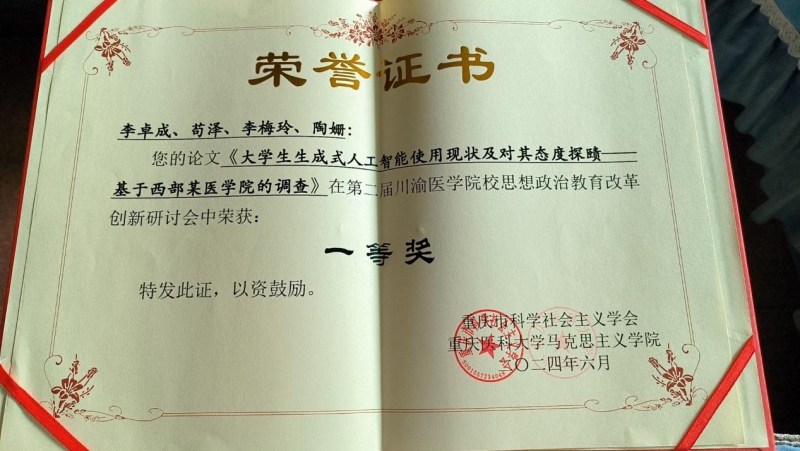 荣誉证书
李卓成、苟泽、李梅玲、陶姗：
您的论文《大学生生成式人工智能使用现状及对其态度探赜——
基于西部某医学院的调查》在第二届川渝医学院校思想政治教育改革
创新研讨会中荣获：
一等奖
特发此证，以资鼓励。
重庆市科学社会主义学会
重庆医科大学马克思主义学院
二〇二四年六月